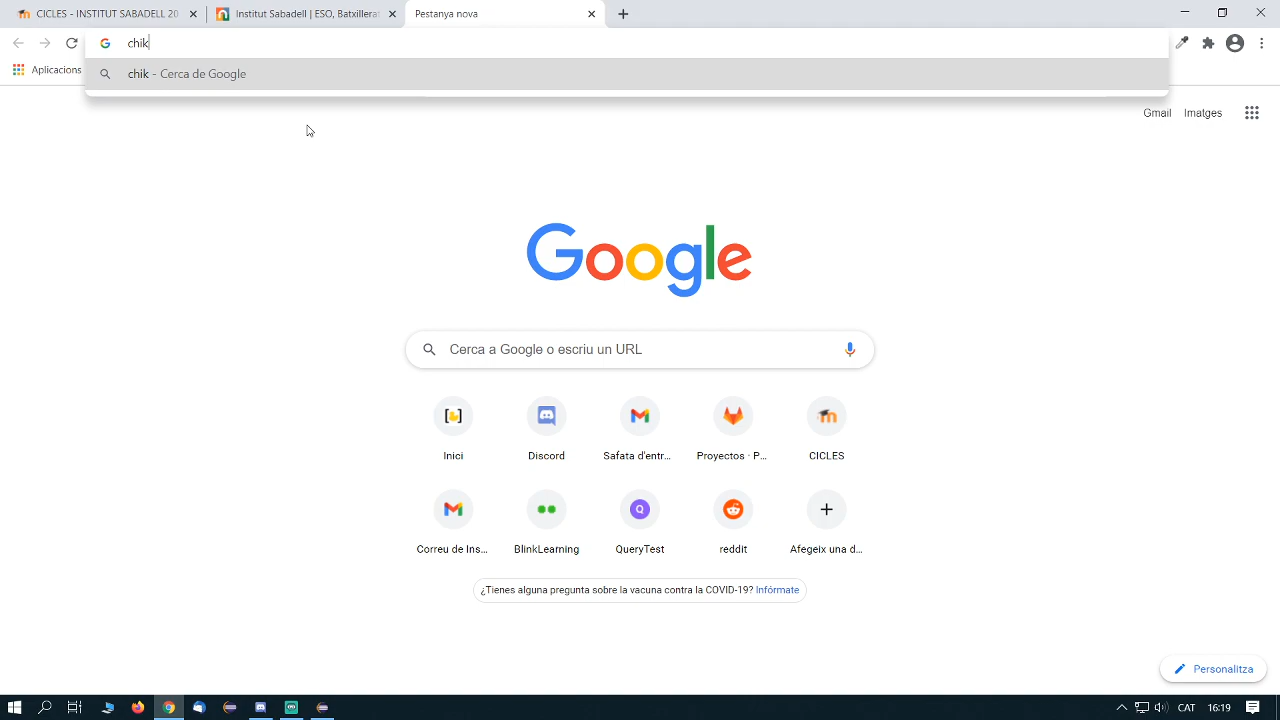 CICLES - INSTITUT SABADELL 20
Institut Sabadell | ESO, Batxillerat
Pestanya nova
chik
Aplicacions
chik - Cerca de Google
Gmail
Imatges
Google
Cerca a Google o escriu un URL
Inici
Discord
Safata d'entr...
Proyectos · P...
CICLES
Correu de Ins...
BlinkLearning
QueryTest
reddit
Afegeix una d...
¿Tienes alguna pregunta sobre la vacuna contra la COVID-19? Infórmate
Personalitza
CAT
16:19